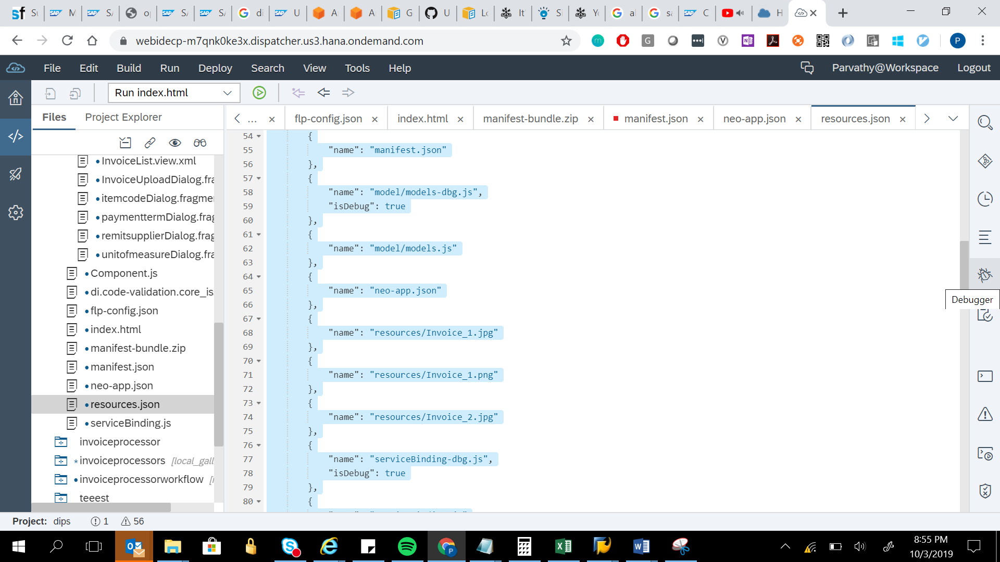 webidecp-m7qnk0ke3x.dispatcher.us3.hana.ondemand.com
File Edit Build Run Deploy Search View Tools Help Parvathy@Workspace Logout
Run index.html
Files Project Explorer
... flp-config.json index.html manifest-bundle.zip manifest.json neo-app.json resources.json
InvoiceList.view.xml
InvoiceUploadDialog.fra
itemcodeDialog.fragme
paymenttermDialog.frag
remitsupplierDialog.frag
unitofmeasureDialog.fra
Component.js
di.code-validation.core_is
flp-config.json
index.html
manifest-bundle.zip
manifest.json
neo-app.json
resources.json
serviceBinding.js
invoiceprocessor
*invoiceprocessors [local_gall
invoiceprocessorworkflow
teeest
54 {
55 "name": "manifest.json"
56 },
57 {
58 "name": "model/models-dbg.js",
59 "isDebug": true
60 },
61 {
62 "name": "model/models.js"
63 },
64 {
65 "name": "neo-app.json"
66 },
67 {
68 "name": "resources/Invoice_1.jpg"
69 },
70 {
71 "name": "resources/Invoice_1.png"
72 },
73 {
74 "name": "resources/Invoice_2.jpg"
75 },
76 {
77 "name": "serviceBinding-dbg.js",
78 "isDebug": true
79 },
80 {
Debugger
Project: dips 1 56
8:55 PM
10/3/2019